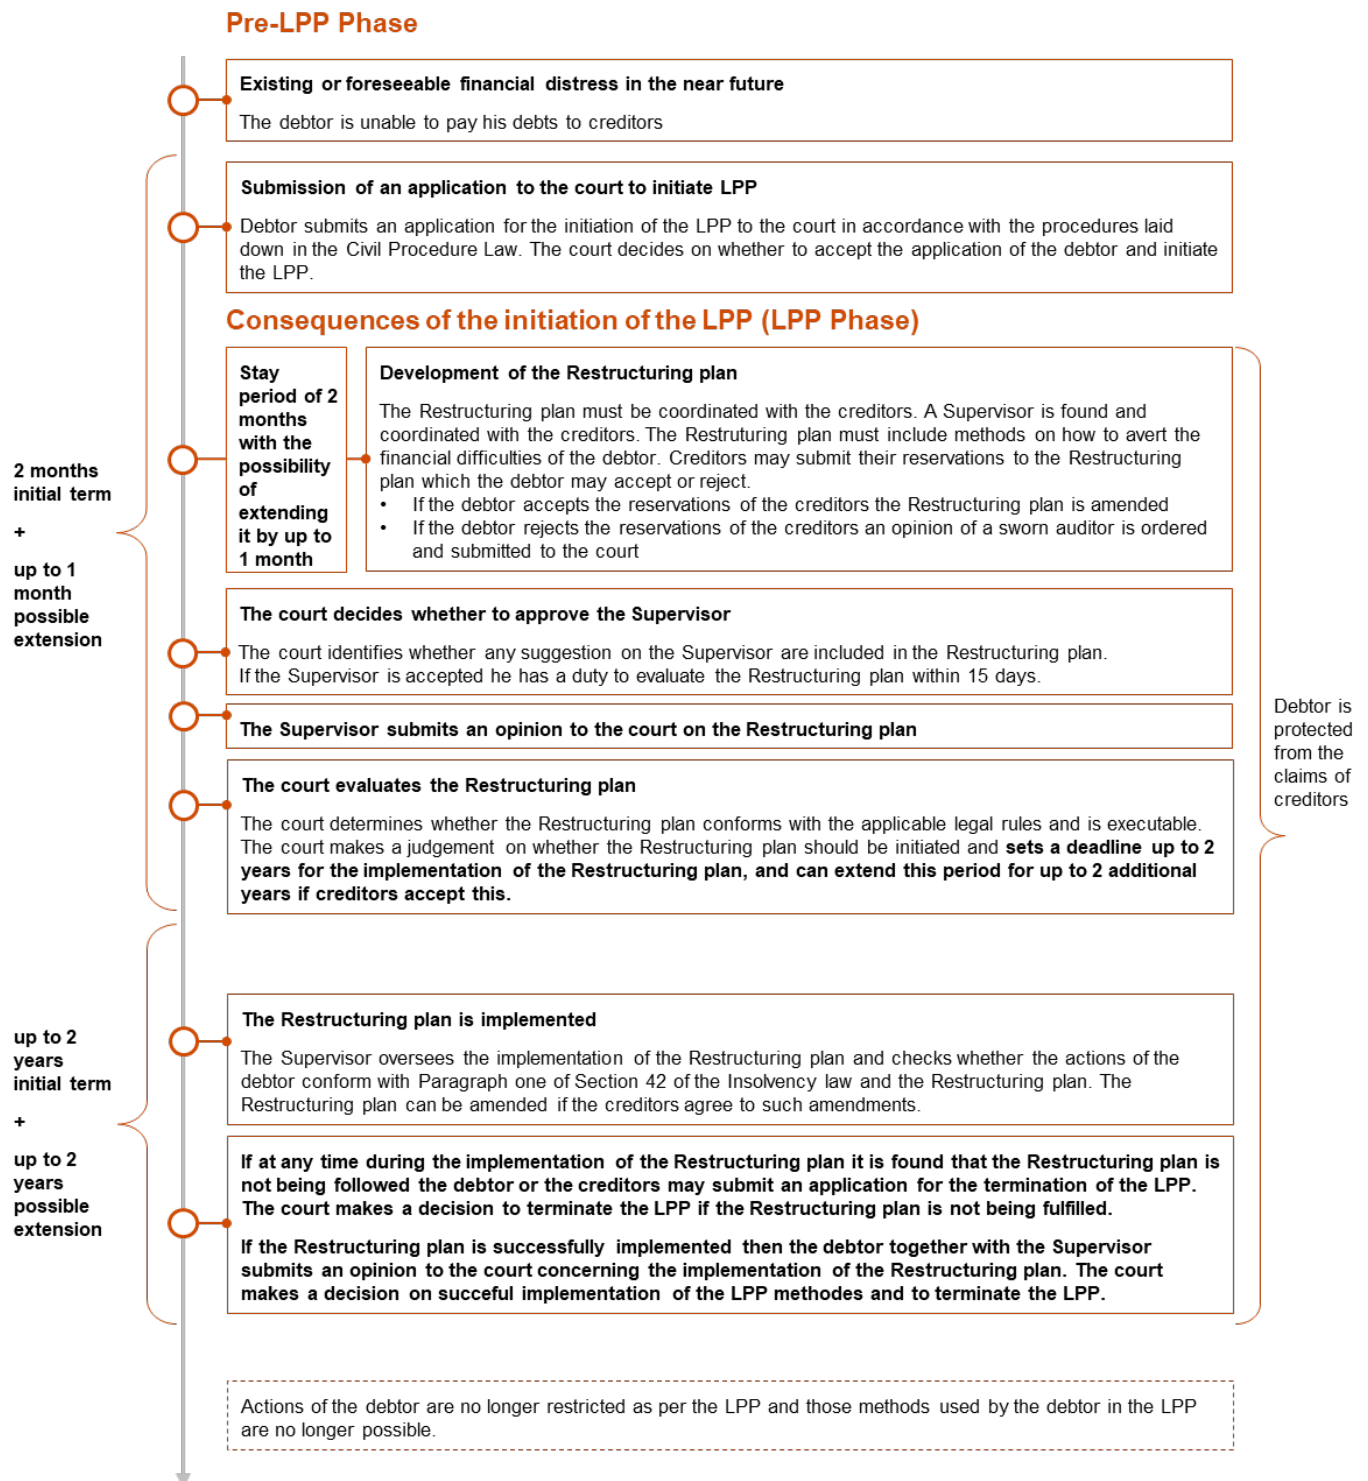 Pre-LPP Phase
Existing or foreseeable financial distress in the near future
The debtor is unable to pay his debts to creditors
Submission of an application to the court to initiate LPP
Debtor submits an application for the initiation of the LPP to the court in accordance with the procedures laid
down in the Civil Procedure Law. The court decides on whether to accept the application of the debtor and initiate
the LPP.
Consequences of the initiation of the LPP (LPP Phase)
Stay
period of 2
months
with the
possibility
of
extending
it by up to
1 month
Development of the Restructuring plan
The Restructuring plan must be coordinated with the creditors. A Supervisor is found and
coordinated with the creditors. The Restruturing plan must include methods on how to avert the
financial difficulties of the debtor. Creditors may submit their reservations to the Restructuring
plan which the debtor may accept or reject.
• If the debtor accepts the reservations of the creditors the Restructuring plan is amended
• If the debtor rejects the reservations of the creditors an opinion of a sworn auditor is ordered
and submitted to the court
2 months
initial term
+
up to 1
month
possible
extension
The court decides whether to approve the Supervisor
The court identifies whether any suggestion on the Supervisor are included in the Restructuring plan.
If the Supervisor is accepted he has a duty to evaluate the Restructuring plan within 15 days.
The Supervisor submits an opinion to the court on the Restructuring plan
Debtor is
protected
from the
claims of
creditors
The court evaluates the Restructuring plan
The court determines whether the Restructuring plan conforms with the applicable legal rules and is executable.
The court makes a judgement on whether the Restructuring plan should be initiated and sets a deadline up to 2
years for the implementation of the Restructuring plan, and can extend this period for up to 2 additional
years if creditors accept this.
up to 2
years
initial term
+
up to 2
years
possible
extension
The Restructuring plan is implemented
The Supervisor oversees the implementation of the Restructuring plan and checks whether the actions of the
debtor conform with Paragraph one of Section 42 of the Insolvency law and the Restructuring plan. The
Restructuring plan can be amended if the creditors agree to such amendments.
If at any time during the implementation of the Restructuring plan it is found that the Restructuring plan is
not being followed the debtor or the creditors may submit an application for the termination of the LPP.
The court makes a decision to terminate the LPP if the Restructuring plan is not being fulfilled.
If the Restructuring plan is successfully implemented then the debtor together with the Supervisor
submits an opinion to the court concerning the implementation of the Restructuring plan. The court
makes a decision on succeful implementation of the LPP methodes and to terminate the LPP.
Actions of the debtor are no longer restricted as per the LPP and those methods used by the debtor in the LPP
are no longer possible.